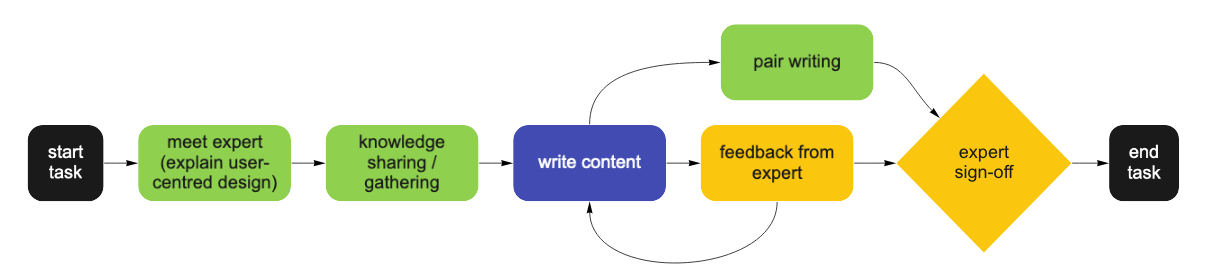 start
task
meet expert
(explain user-
centred design)
knowledge
sharing /
gathering
write content
pair writing
feedback from
expert
expert
sign-off
end
task